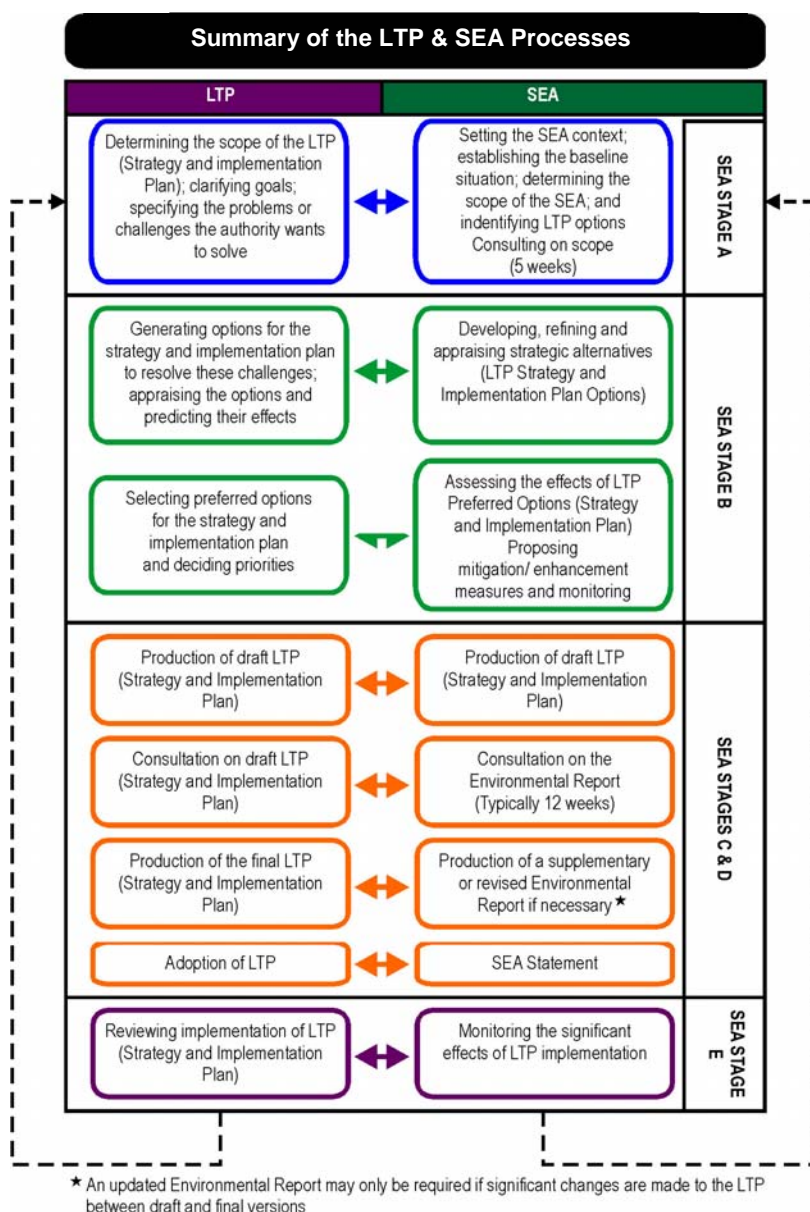 Summary of the LTP & SEA Processes
LTP
SEA
Determining the scope of the LTP
(Strategy and implementation
Plan); clarifying goals;
specifying the problems or
challenges the authority wants
to solve
Setting the SEA context;
establishing the baseline
situation; determining the
scope of the SEA; and
indentifying LTP options
Consulting on scope
(5 weeks)
SEA STAGE A
Generating options for the
strategy and implementation plan
to resolve these challenges;
appraising the options and
predicting their effects
Developing, refining and
appraising strategic alternatives
(LTP Strategy and
Implementation Plan Options)
Selecting preferred options
for the strategy and
implementation plan
and deciding priorities
Assessing the effects of LTP
Preferred Options (Strategy
and Implementation Plan)
Proposing
mitigation/ enhancement
measures and monitoring
SEA STAGE B
Production of draft LTP
(Strategy and Implementation
Plan)
Production of draft LTP
(Strategy and Implementation
Plan)
Consultation on draft LTP
(Strategy and Implementation
Plan)
Consultation on the
Environmental Report
(Typically 12 weeks)
Production of the final LTP
(Strategy and Implementation
Plan)
Production of a supplementary
or revised Environmental
Report if necessary ★
Adoption of LTP
SEA Statement
SEA STAGES C & D
Reviewing implementation of LTP
(Strategy and Implementation
Plan)
Monitoring the significant
effects of LTP implementation
SEA STAGE
E
★ An updated Environmental Report may only be required if significant changes are made to the LTP
between draft and final versions